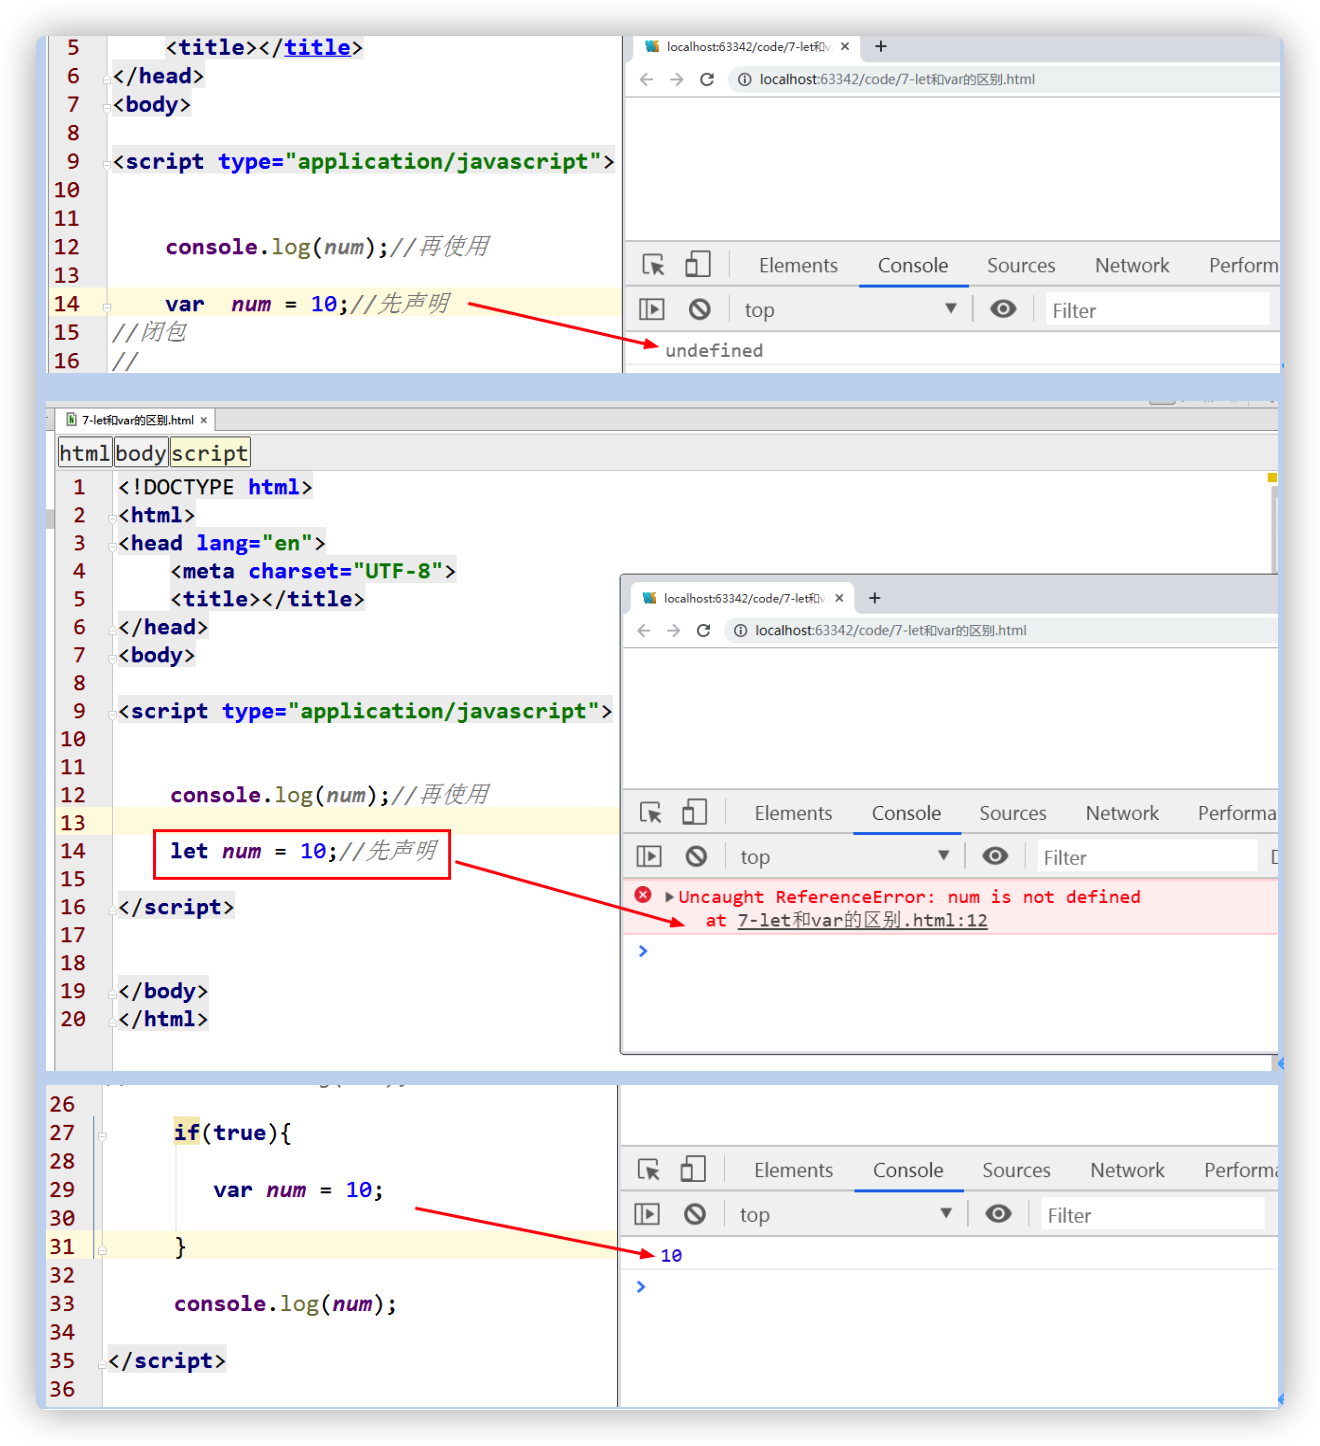 5 <title></title>
6 </head>
7 <body>
8
9 <script type="application/javascript">
10
11
12 console.log(num);//再使用
13
14 var num = 10;//先声明
15 //闭包
16 //
localhost:63342/code/7-let和v × +
localhost:63342/code/7-let和var的区别.html
Elements Console Sources Network Perform
top ▼ Filter
undefined
7-let和var的区别.html ×
html body script
1 <!DOCTYPE html>
2 <html>
3 <head lang="en">
4 <meta charset="UTF-8">
5 <title></title>
6 </head>
7 <body>
8
9 <script type="application/javascript">
10
11
12 console.log(num);//再使用
13
14 let num = 10;//先声明
15
16 </script>
17
18
19 </body>
20 </html>
localhost:63342/code/7-let和v × +
localhost:63342/code/7-let和var的区别.html
Elements Console Sources Network Performa
top ▼ Filter
Uncaught ReferenceError: num is not defined
at 7-let和var的区别.html:12
>
26
27 if(true){
28
29 var num = 10;
30
31 }
32
33 console.log(num);
34
35 </script>
36
Elements Console Sources Network Performa
top ▼ Filter
10
>